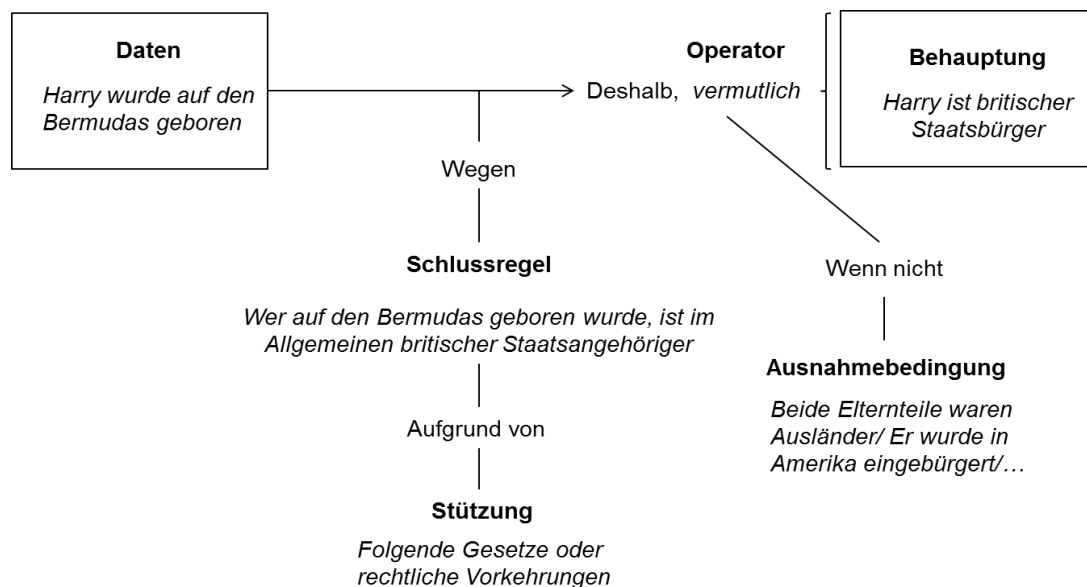 Daten
Harry wurde auf den
Bermudas geboren
Operator
Deshalb, vermutlich
Behauptung
Harry ist britischer
Staatsbürger
Wegen
Schlussregel
Wer auf den Bermudas geboren wurde, ist im
Allgemeinen britischer Staatsangehöriger
Aufgrund von
Stützung
Folgende Gesetze oder
rechtliche Vorkehrungen
Wenn nicht
Ausnahmebedingung
Beide Elternteile waren
Ausländer/ Er wurde in
Amerika eingebürgert/…